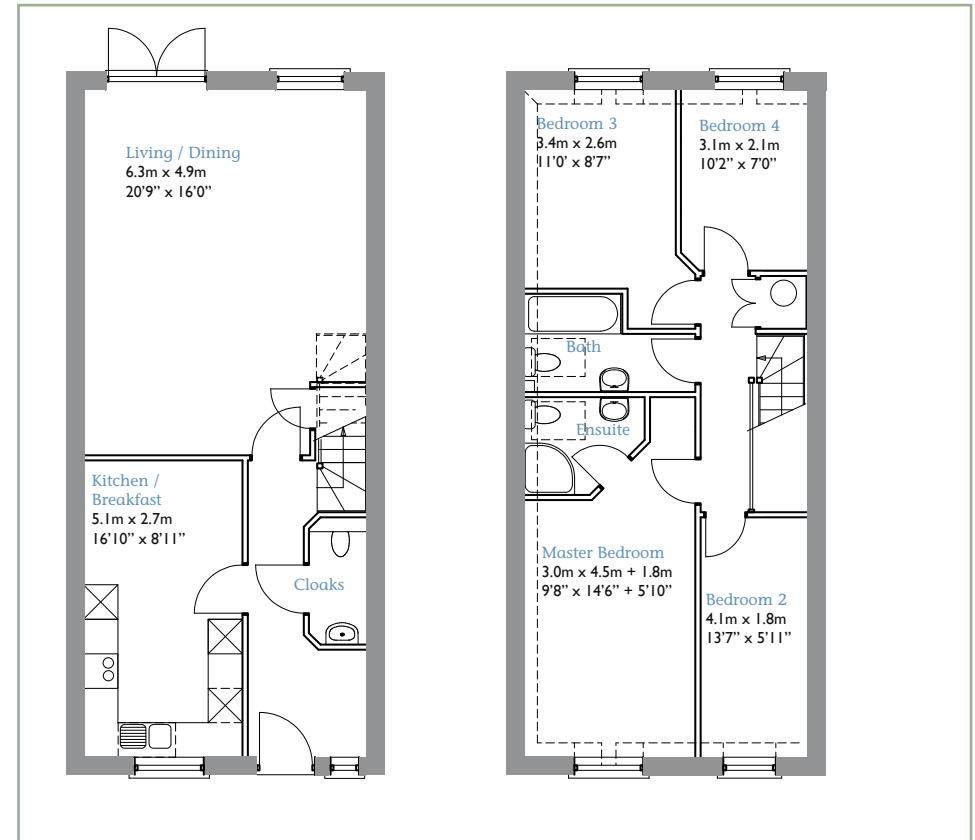 Living / Dining
6.3m x 4.9m
20’9” x 16’0”
Kitchen /
Breakfast
5.1m x 2.7m
16’10” x 8’11”
Cloaks
Bedroom 3
3.4m x 2.6m
11’0’ x 8’7”
Bedroom 4
3.1m x 2.1m
10’2” x 7’0”
Bath
Ensuite
Master Bedroom
3.0m x 4.5m + 1.8m
9’8” x 14’6” + 5’10”
Bedroom 2
4.1m x 1.8m
13’7” x 5’11”